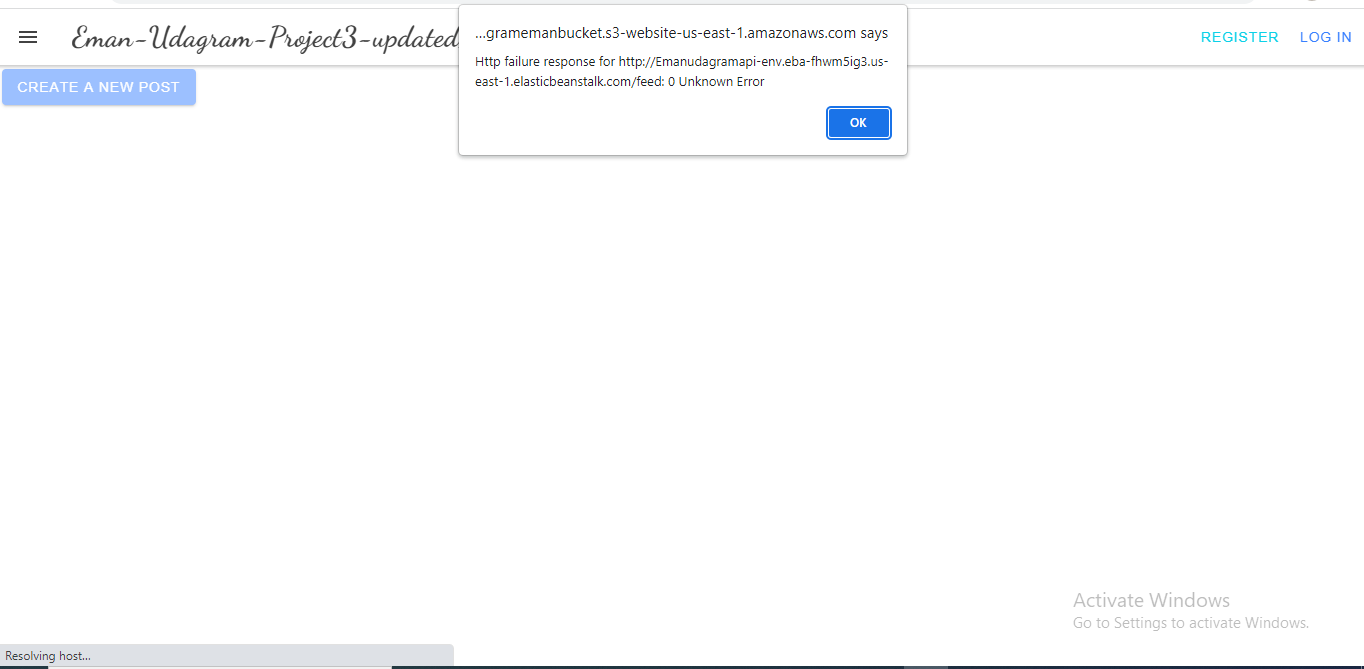 Eman-Udagram-Project3-updated
REGISTER
LOG IN
CREATE A NEW POST
...gramemanbucket.s3-website-us-east-1.amazonaws.com says
Http failure response for http://Emanudagramapi-env.eba-fhwm5ig3.us-
east-1.elasticbeanstalk.com/feed: 0 Unknown Error
OK
Activate Windows
Go to Settings to activate Windows.
Resolving host...